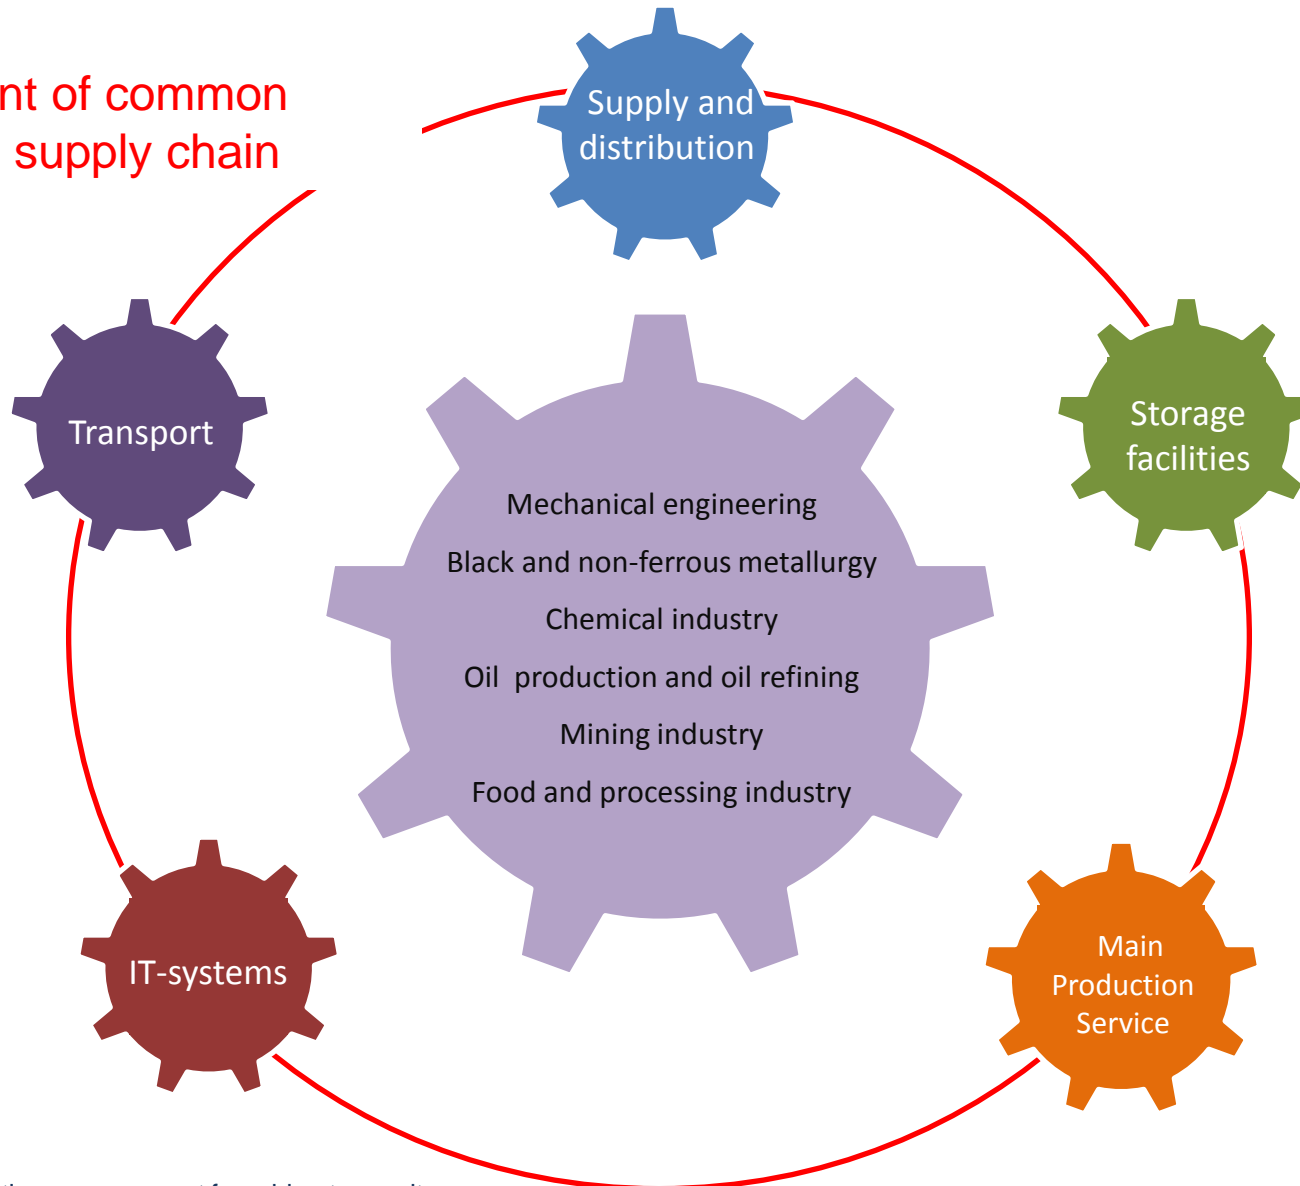 nt of common
supply chain
Supply and
distribution
Transport
Storage
facilities
Mechanical engineering
Black and non-ferrous metallurgy
Chemical industry
Oil production and oil refining
Mining industry
Food and processing industry
IT-systems
Main
Production
Service